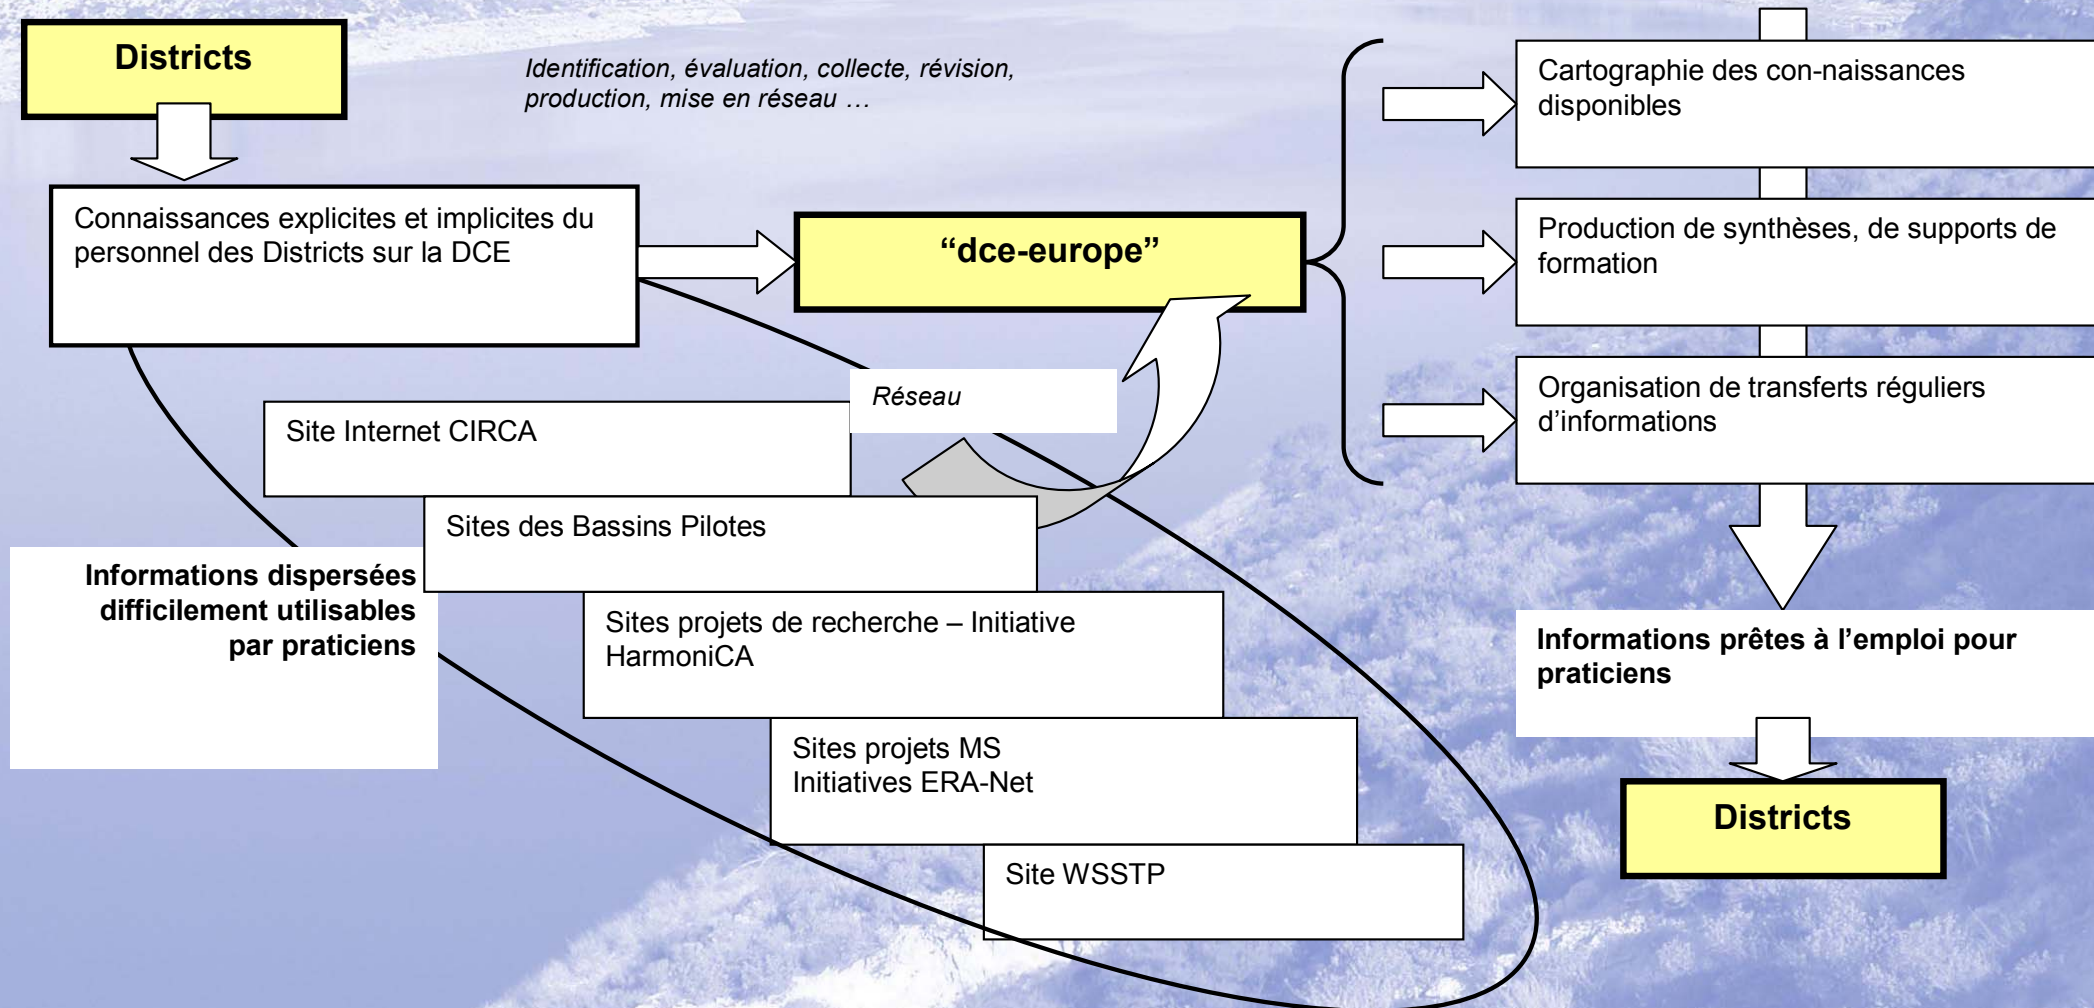 Districts
Identification, évaluation, collecte, révision,
production, mise en réseau …
Connaissances explicites et implicites du
personnel des Districts sur la DCE
“dce-europe”
Cartographie des con-naissances
disponibles
Production de synthèses, de supports de
formation
Organisation de transferts réguliers
d’informations
Réseau
Site Internet CIRCA
Sites des Bassins Pilotes
Informations dispersées
difficilement utilisables
par praticiens
Sites projets de recherche – Initiative
HarmoniCA
Sites projets MS
Initiatives ERA-Net
Site WSSTP
Informations prêtes à l’emploi pour
praticiens
Districts